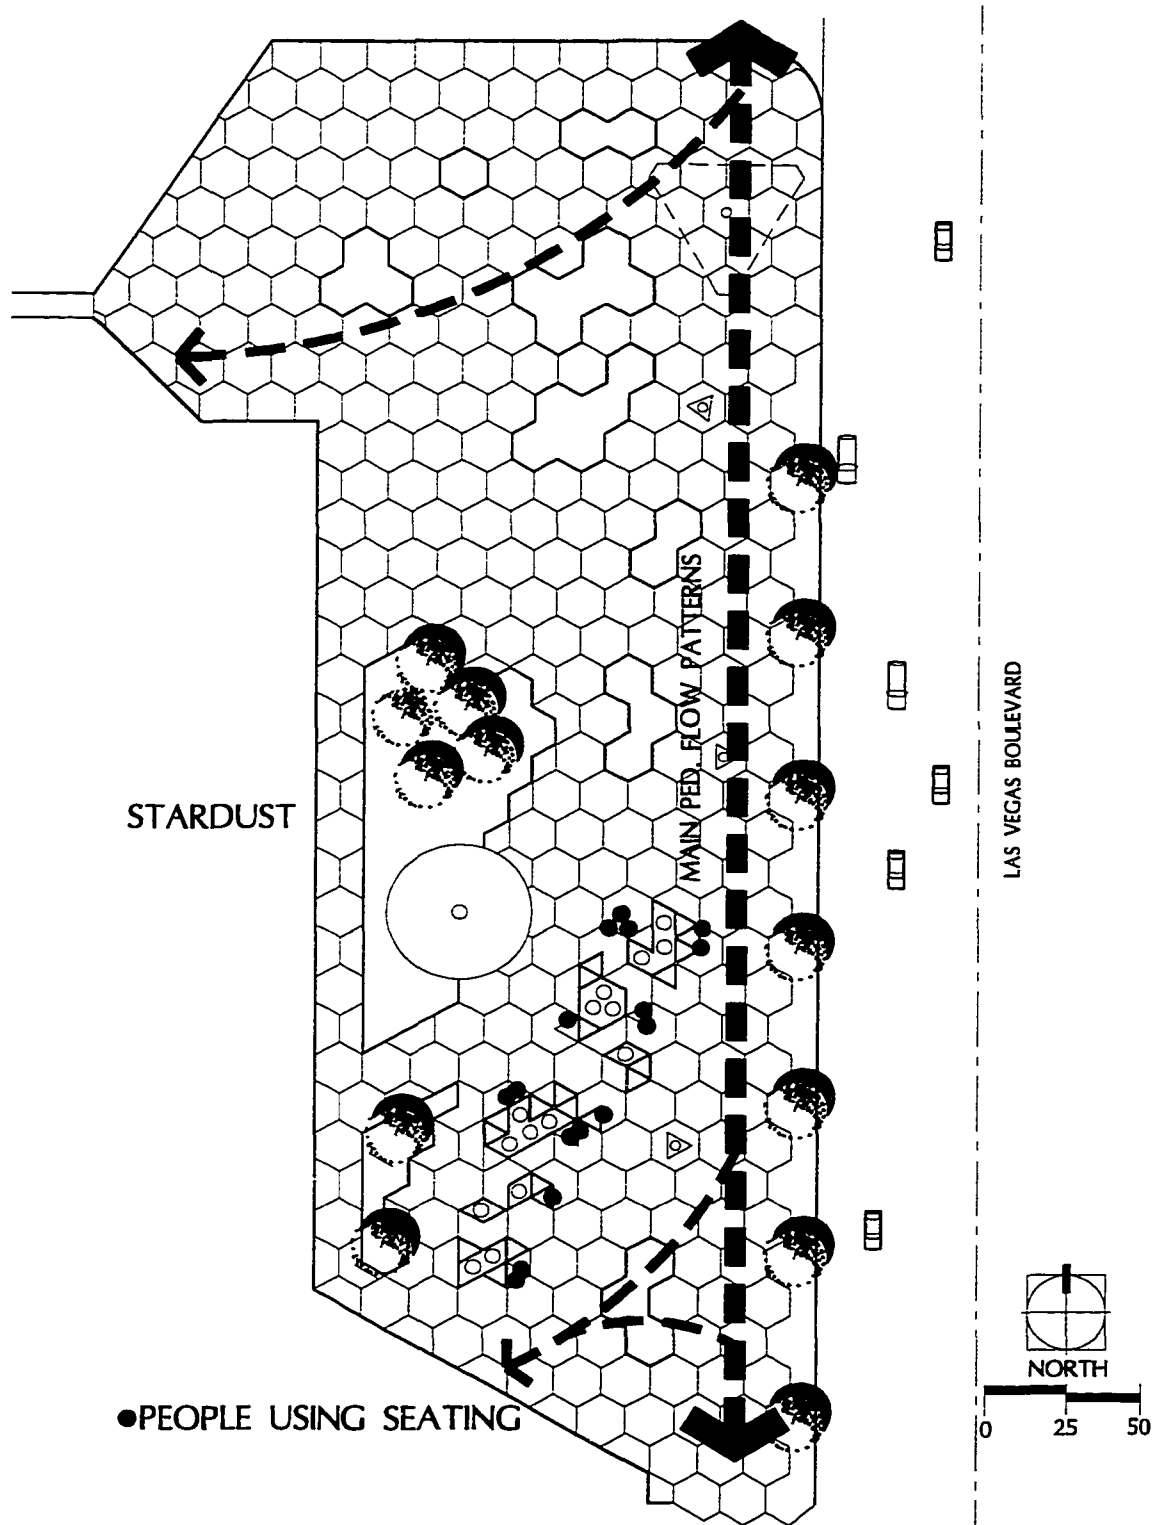 MAIN PED. FLOW PATTERNS
LAS VEGAS BOULEVARD
STARDUST
NORTH
0 25 50
●PEOPLE USING SEATING